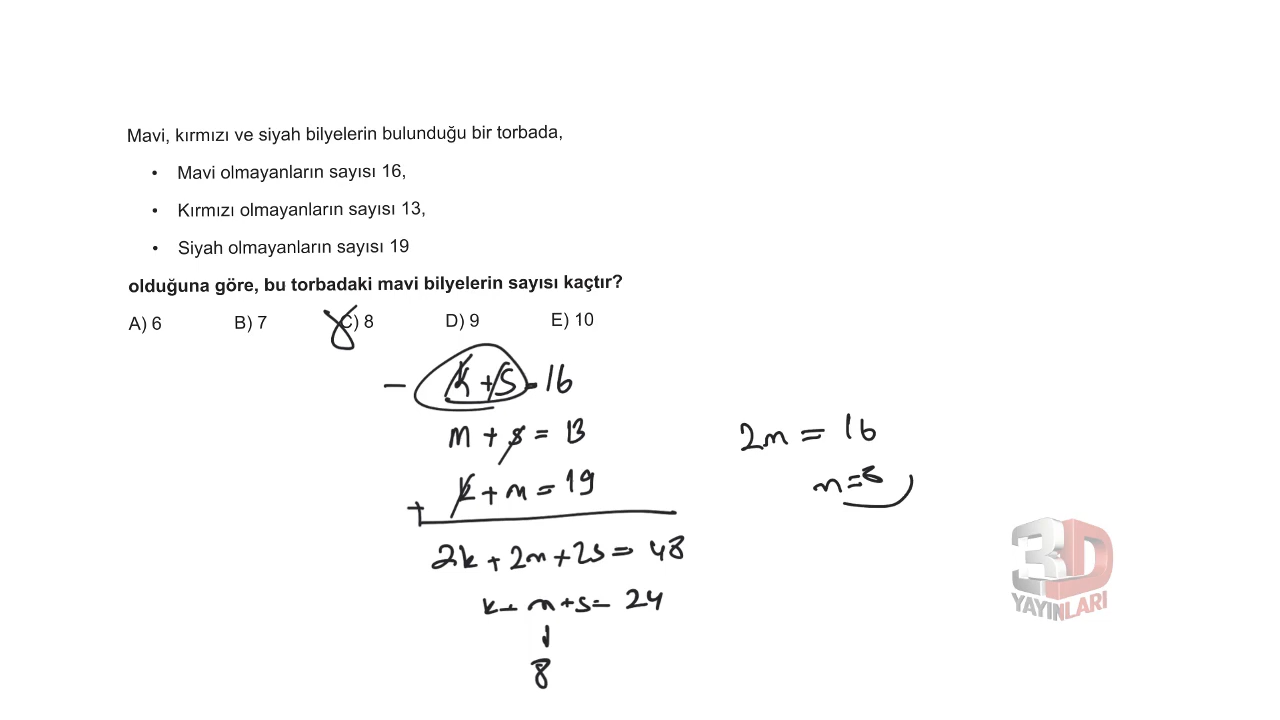 Mavi, kırmızı ve siyah bilyelerin bulunduğu bir torbada,
• Mavi olmayanların sayısı 16,
• Kırmızı olmayanların sayısı 13,
• Siyah olmayanların sayısı 19
olduğuna göre, bu torbadaki mavi bilyelerin sayısı kaçtır?
A) 6 B) 7 C) 8 D) 9 E) 10
- k + s = 16
m + s = 13
+ k + m = 19
2k + 2m + 2s = 48
k + m + s = 24
8
2m = 16
m = 8
3D
YAYINLARI